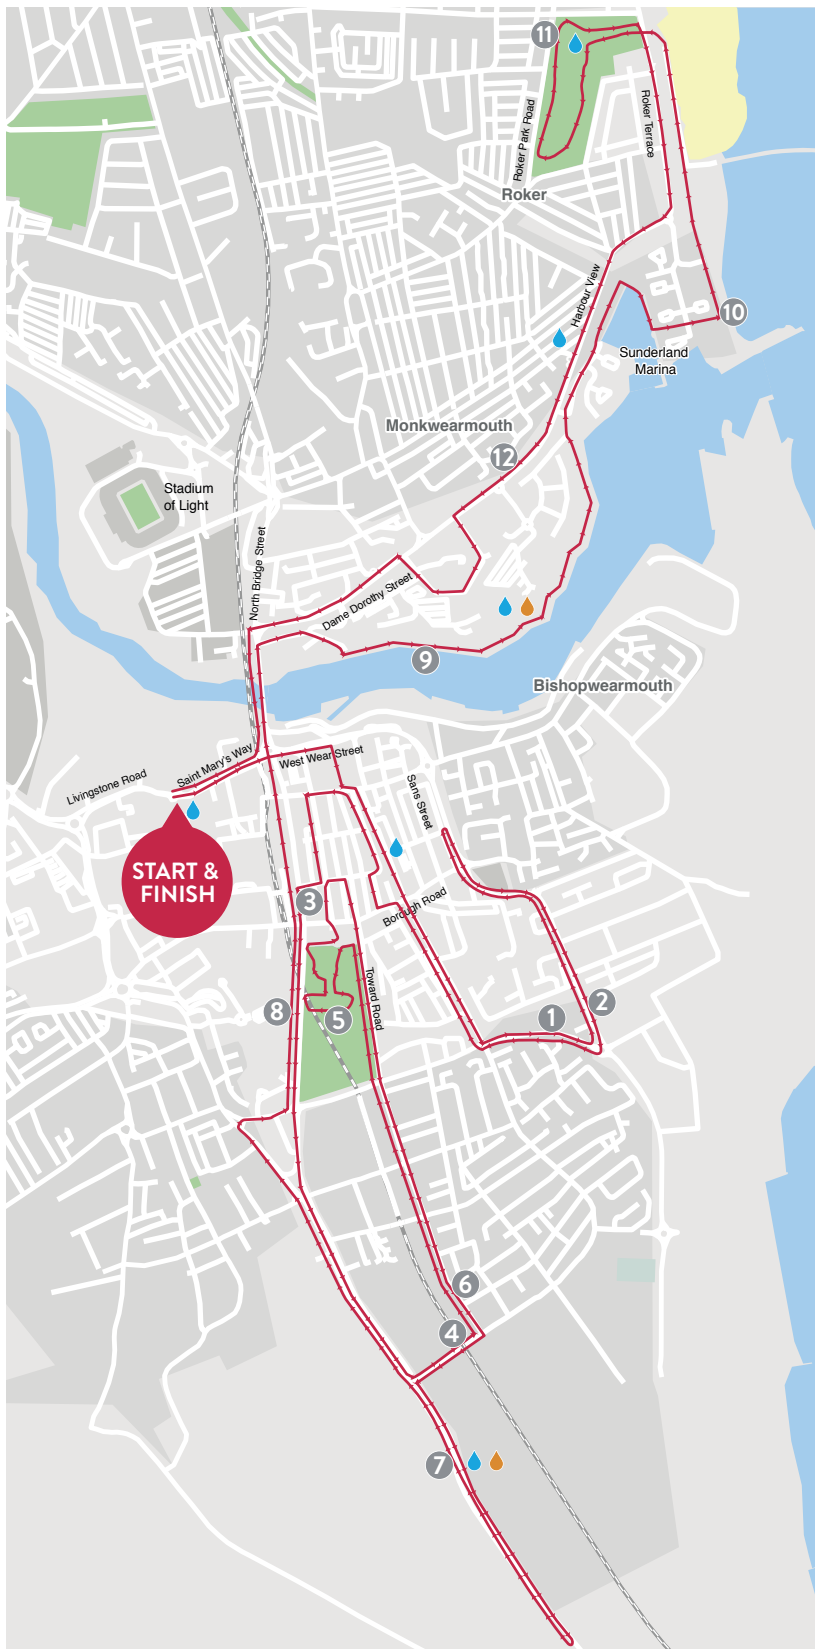 11
Roker Park Road
Roker Terrace
Roker
Harbour View
10
Sunderland
Marina
Monkwearmouth
12
Stadium
of Light
North Bridge Street
Dame Dorothy Street
9
Bishopwearmouth
Saint Mary's Way
West Wear Street
Livingstone Road
Sans Street
START &
FINISH
3
Borough Road
Toward Road
8
5
1
2
6
4
7